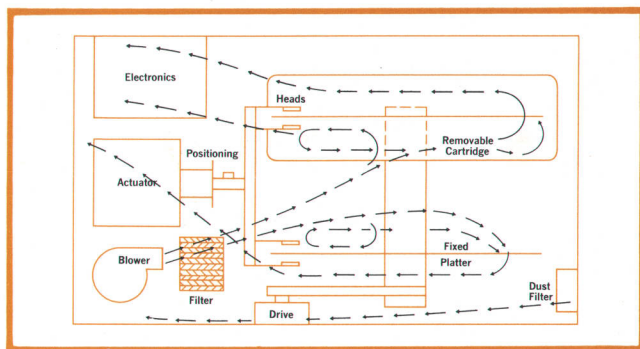 Electronics
Heads
Removable
Cartridge
Positioning
Actuator
Blower
Filter
Fixed
Platter
Dust
Filter
Drive